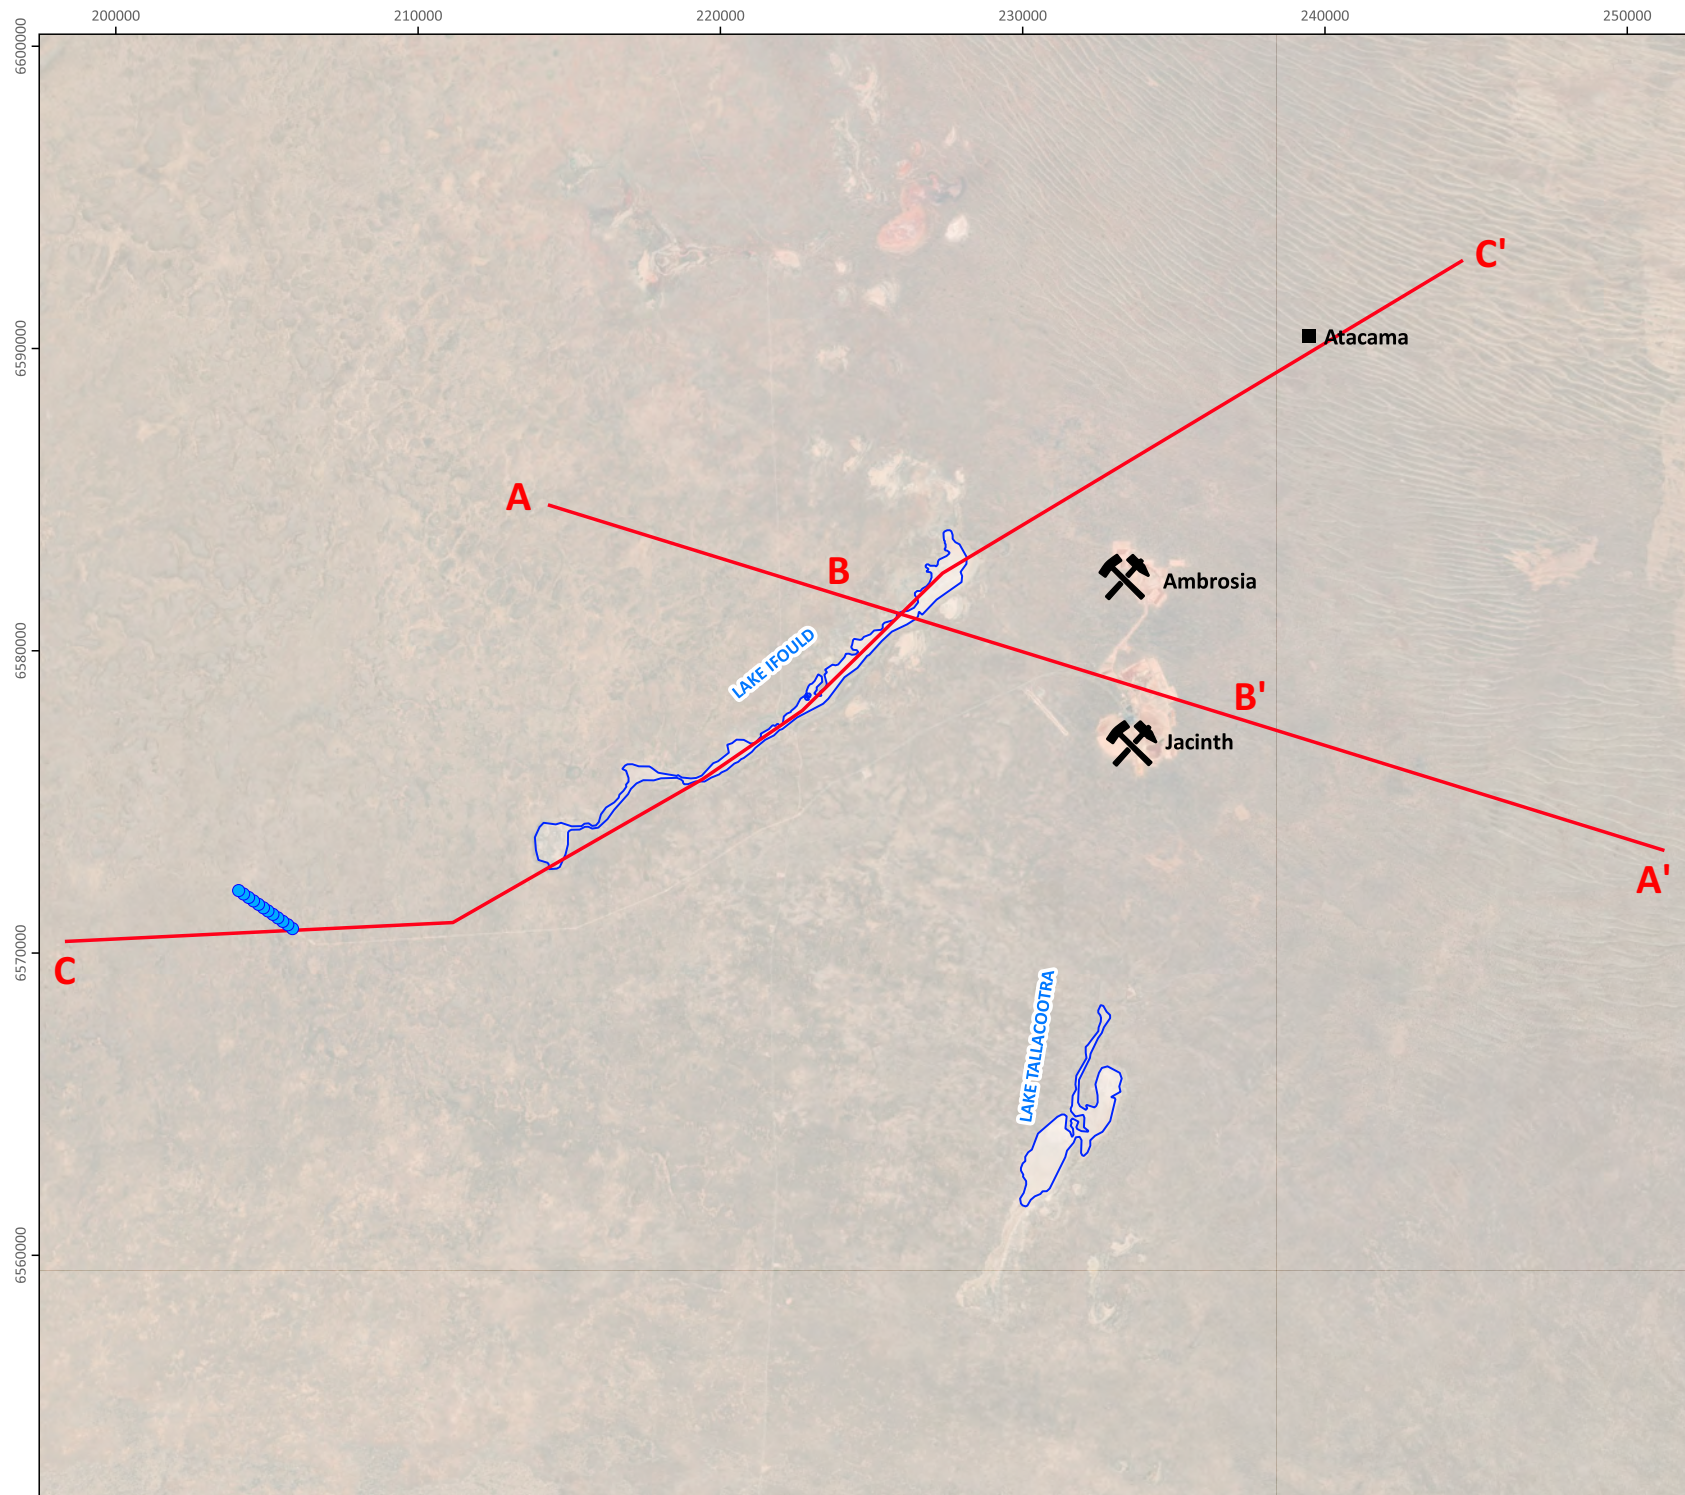 200000
210000
220000
230000
240000
250000
6600000
6590000
6580000
6570000
6560000
C'
Atacama
A
B
Ambrosia
LAKE IFOULD
B'
Jacinth
A'
C
LAKE TALLACOOTRA